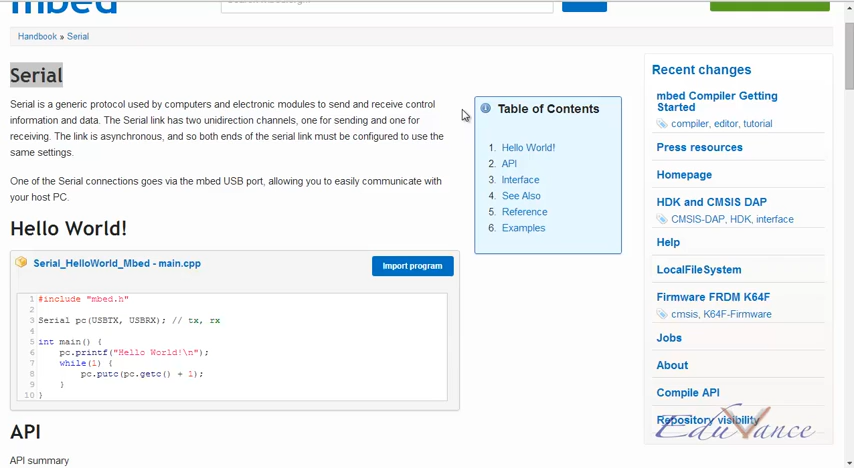 mbed
Handbook » Serial
Serial
Serial is a generic protocol used by computers and electronic modules to send and receive control
information and data. The Serial link has two unidirection channels, one for sending and one for
receiving. The link is asynchronous, and so both ends of the serial link must be configured to use the
same settings.
One of the Serial connections goes via the mbed USB port, allowing you to easily communicate with
your host PC.
Hello World!
Serial_HelloWorld_Mbed - main.cpp
Import program
1 #include "mbed.h"
2
3 Serial pc(USBTX, USBRX); // tx, rx
4
5 int main() {
6 pc.printf("Hello World!\n");
7 while(1) {
8 pc.putc(pc.getc() + 1);
9 }
10 }
API
API summary
Table of Contents
1. Hello World!
2. API
3. Interface
4. See Also
5. Reference
6. Examples
Recent changes
mbed Compiler Getting
Started
compiler, editor, tutorial
Press resources
Homepage
HDK and CMSIS DAP
CMSIS-DAP, HDK, interface
Help
LocalFileSystem
Firmware FRDM K64F
cmsis, K64F-Firmware
Jobs
About
Compile API
Repository visibility
EduVance